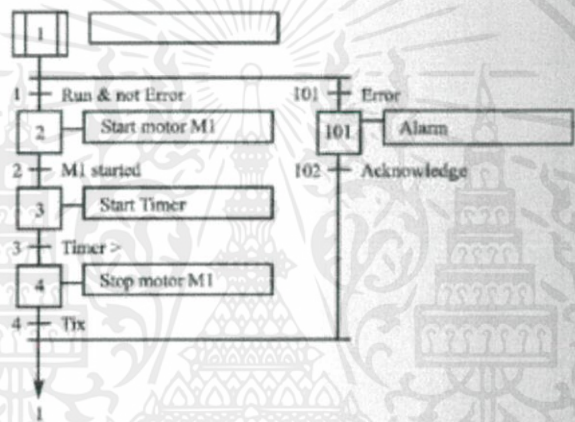 1
1 Run & not Error
101 Error
2 Start motor M1
101 Alarm
2 M1 started
102 Acknowledge
3 Start Timer
3 Timer >
4 Stop motor M1
4 Tix
1